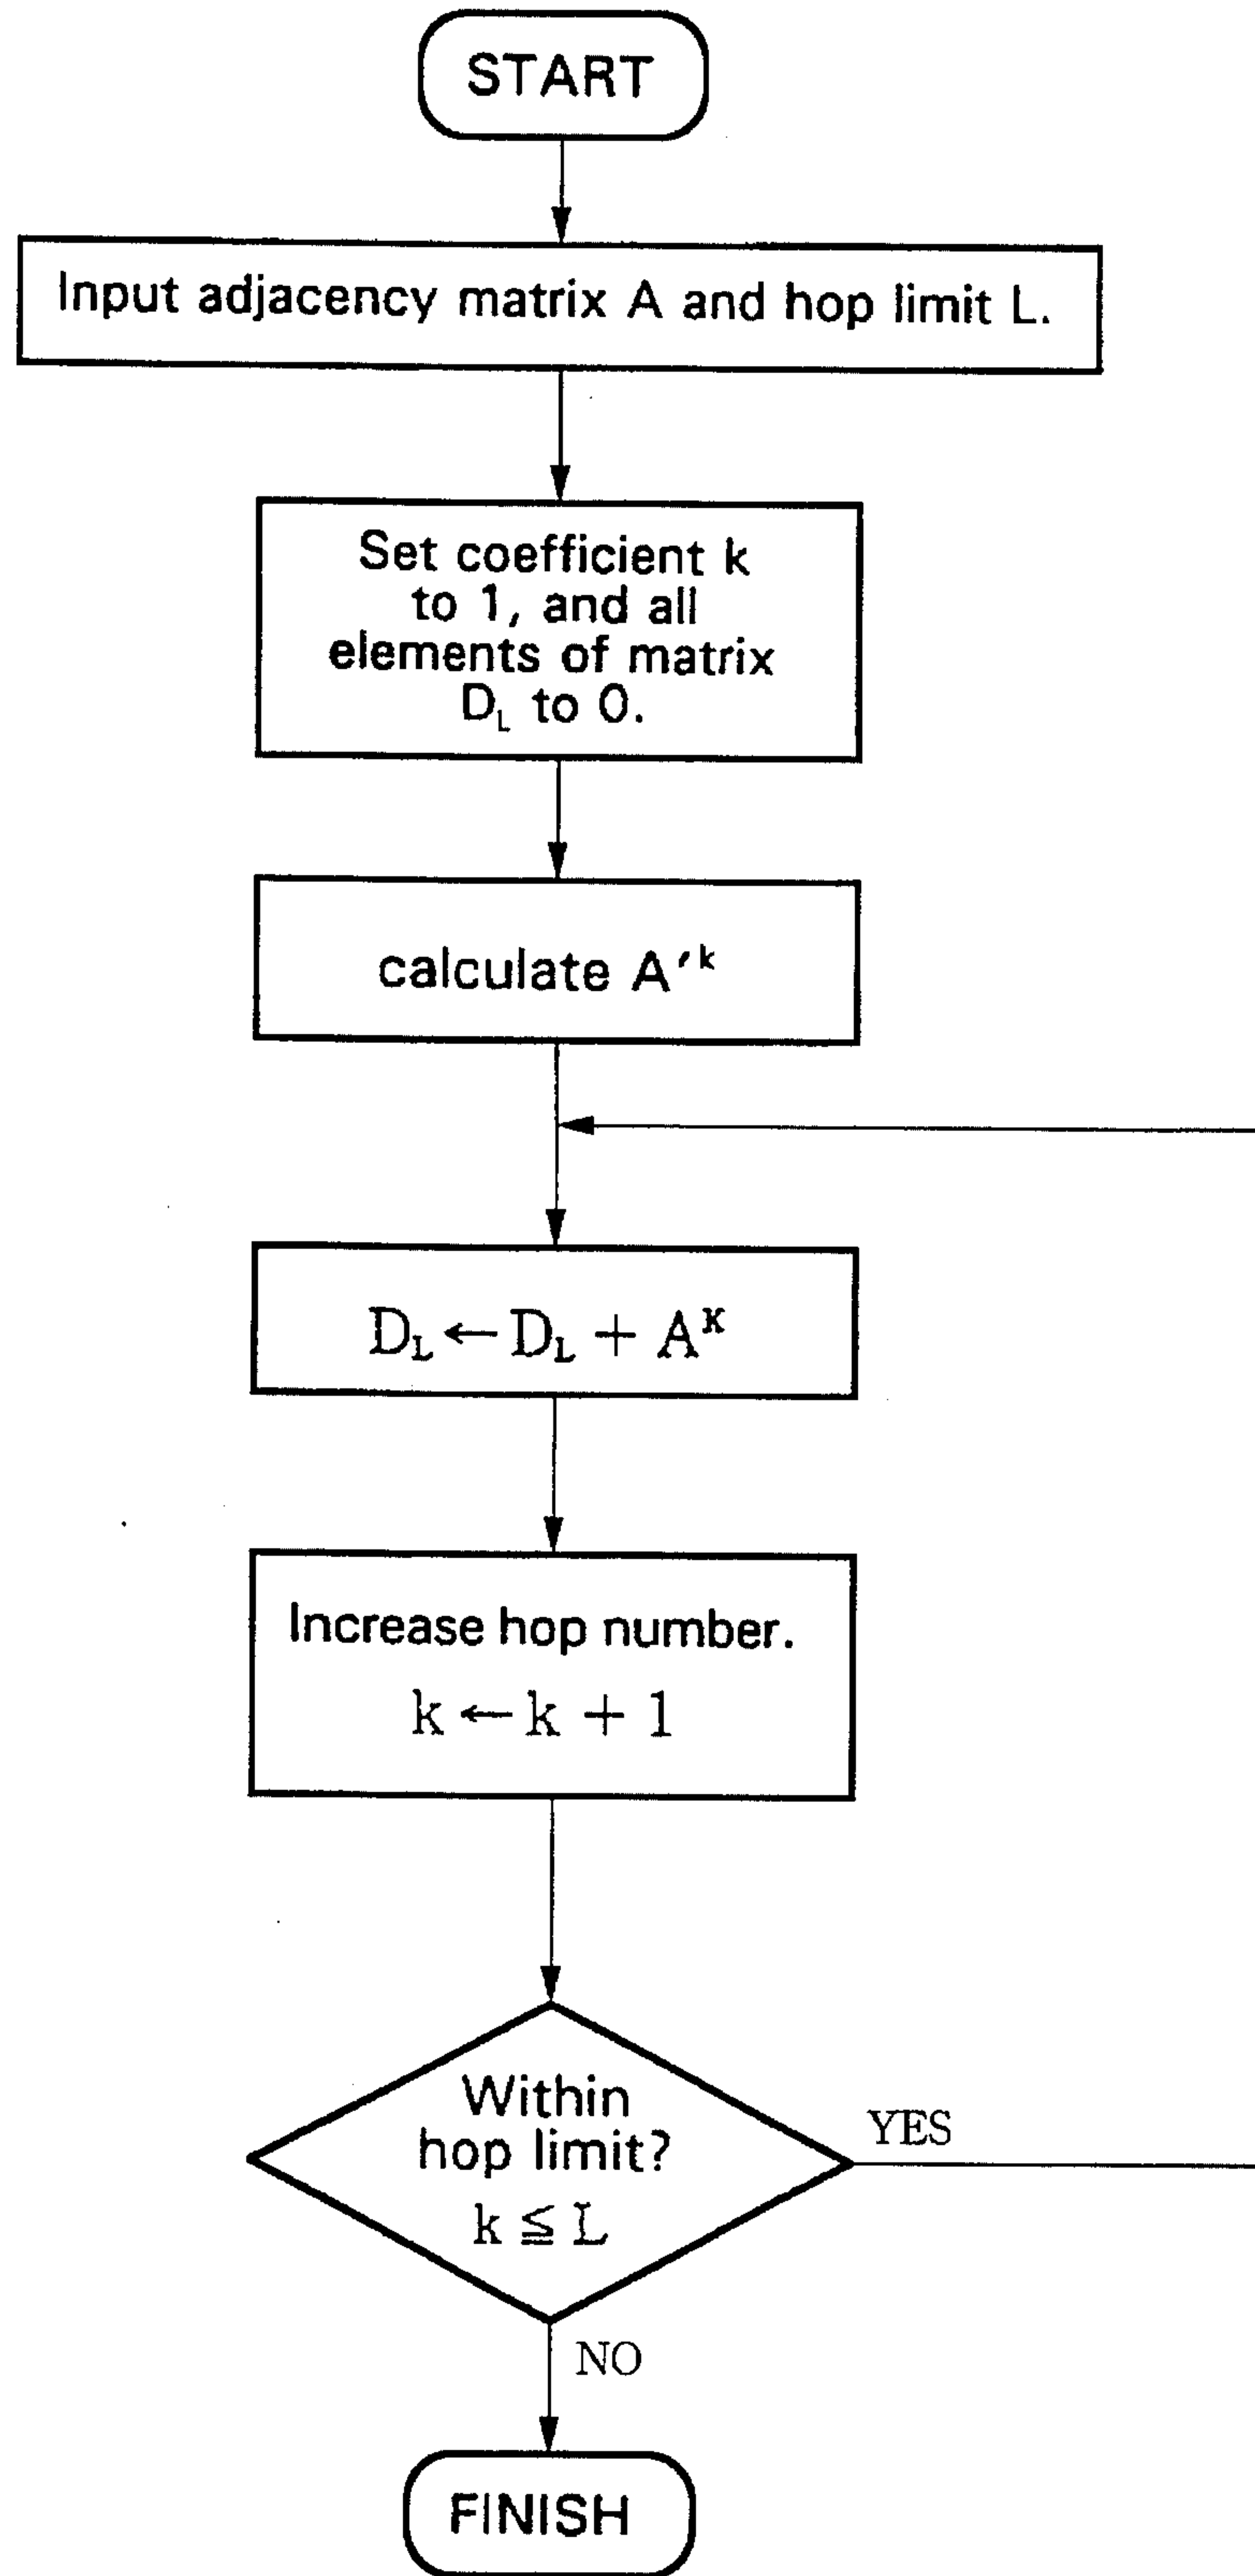 START
Input adjacency matrix A and hop limit L.
Set coefficient k
to 1, and all
elements of matrix
D_L to 0.
calculate A′ᵏ
D_L ← D_L + Aᴷ
Increase hop number.
k ← k + 1
Within
hop limit?
k ≦ L
YES
NO
FINISH